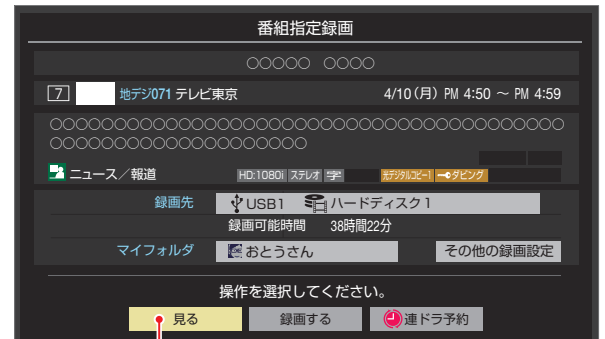 番組指定録画
○○○○○ ○○○○
7 地デジ071 テレビ東京 4/10(月) PM 4:50 ～ PM 4:59
○○○○○○○○○○○○○○○○○○○○○○○○○○○○○○○○○○○○○○○○
○○○○○○○○○○○○○○○○○○○○
ニュース／報道 HD:1080i ステレオ 字 光デジタルコピー1 ダビング
録画先 USB1 ハードディスク1
録画可能時間 38時間22分
マイフォルダ おとうさん その他の録画設定
操作を選択してください。
見る 録画する 連ドラ予約